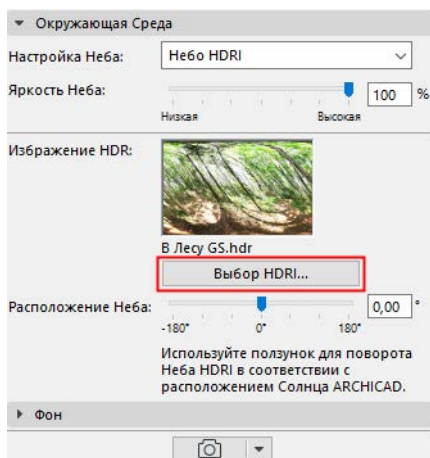 Окружающая Среда
Настройка Неба: Небо HDRI
Яркость Неба: 100 %
Низкая Высокая
Избражение HDR:
В Лесу GS.hdr
Выбор HDRI...
Расположение Неба: 0,00 °
-180° 0° 180°
Используйте ползунок для поворота
Неба HDRI в соответствии с
расположением Солнца ARCHICAD.
Фон